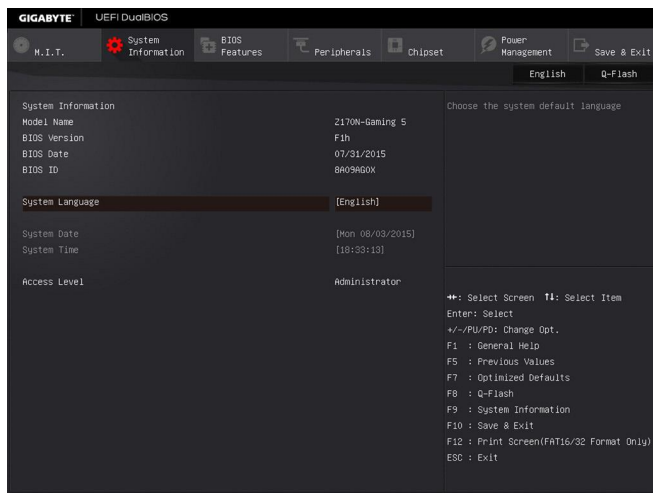 GIGABYTE™ UEFI DualBIOS
M.I.T.
System Information
BIOS Features
Peripherals
Chipset
Power Management
Save & Exit
English Q-Flash
System Information
Model Name Z170N-Gaming 5
BIOS Version F1h
BIOS Date 07/31/2015
BIOS ID 8A09AG0X
System Language [English]
System Date [Mon 08/03/2015]
System Time [18:33:13]
Access Level Administrator
Choose the system default language
→←: Select Screen ↑↓: Select Item
Enter: Select
+/-/PU/PD: Change Opt.
F1 : General Help
F5 : Previous Values
F7 : Optimized Defaults
F8 : Q-Flash
F9 : System Information
F10 : Save & Exit
F12 : Print Screen(FAT16/32 Format Only)
ESC : Exit